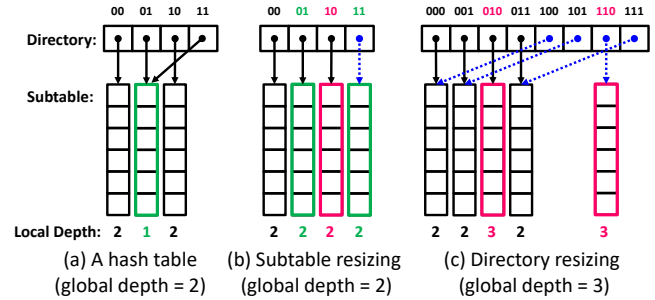 00 01 10 11 00 01 10 11 000 001 010 011 100 101 110 111
Directory:
Subtable:
Local Depth: 2 1 2 2 2 2 2 2 2 3 2 3
(a) A hash table (b) Subtable resizing (c) Directory resizing
(global depth = 2) (global depth = 2) (global depth = 3)